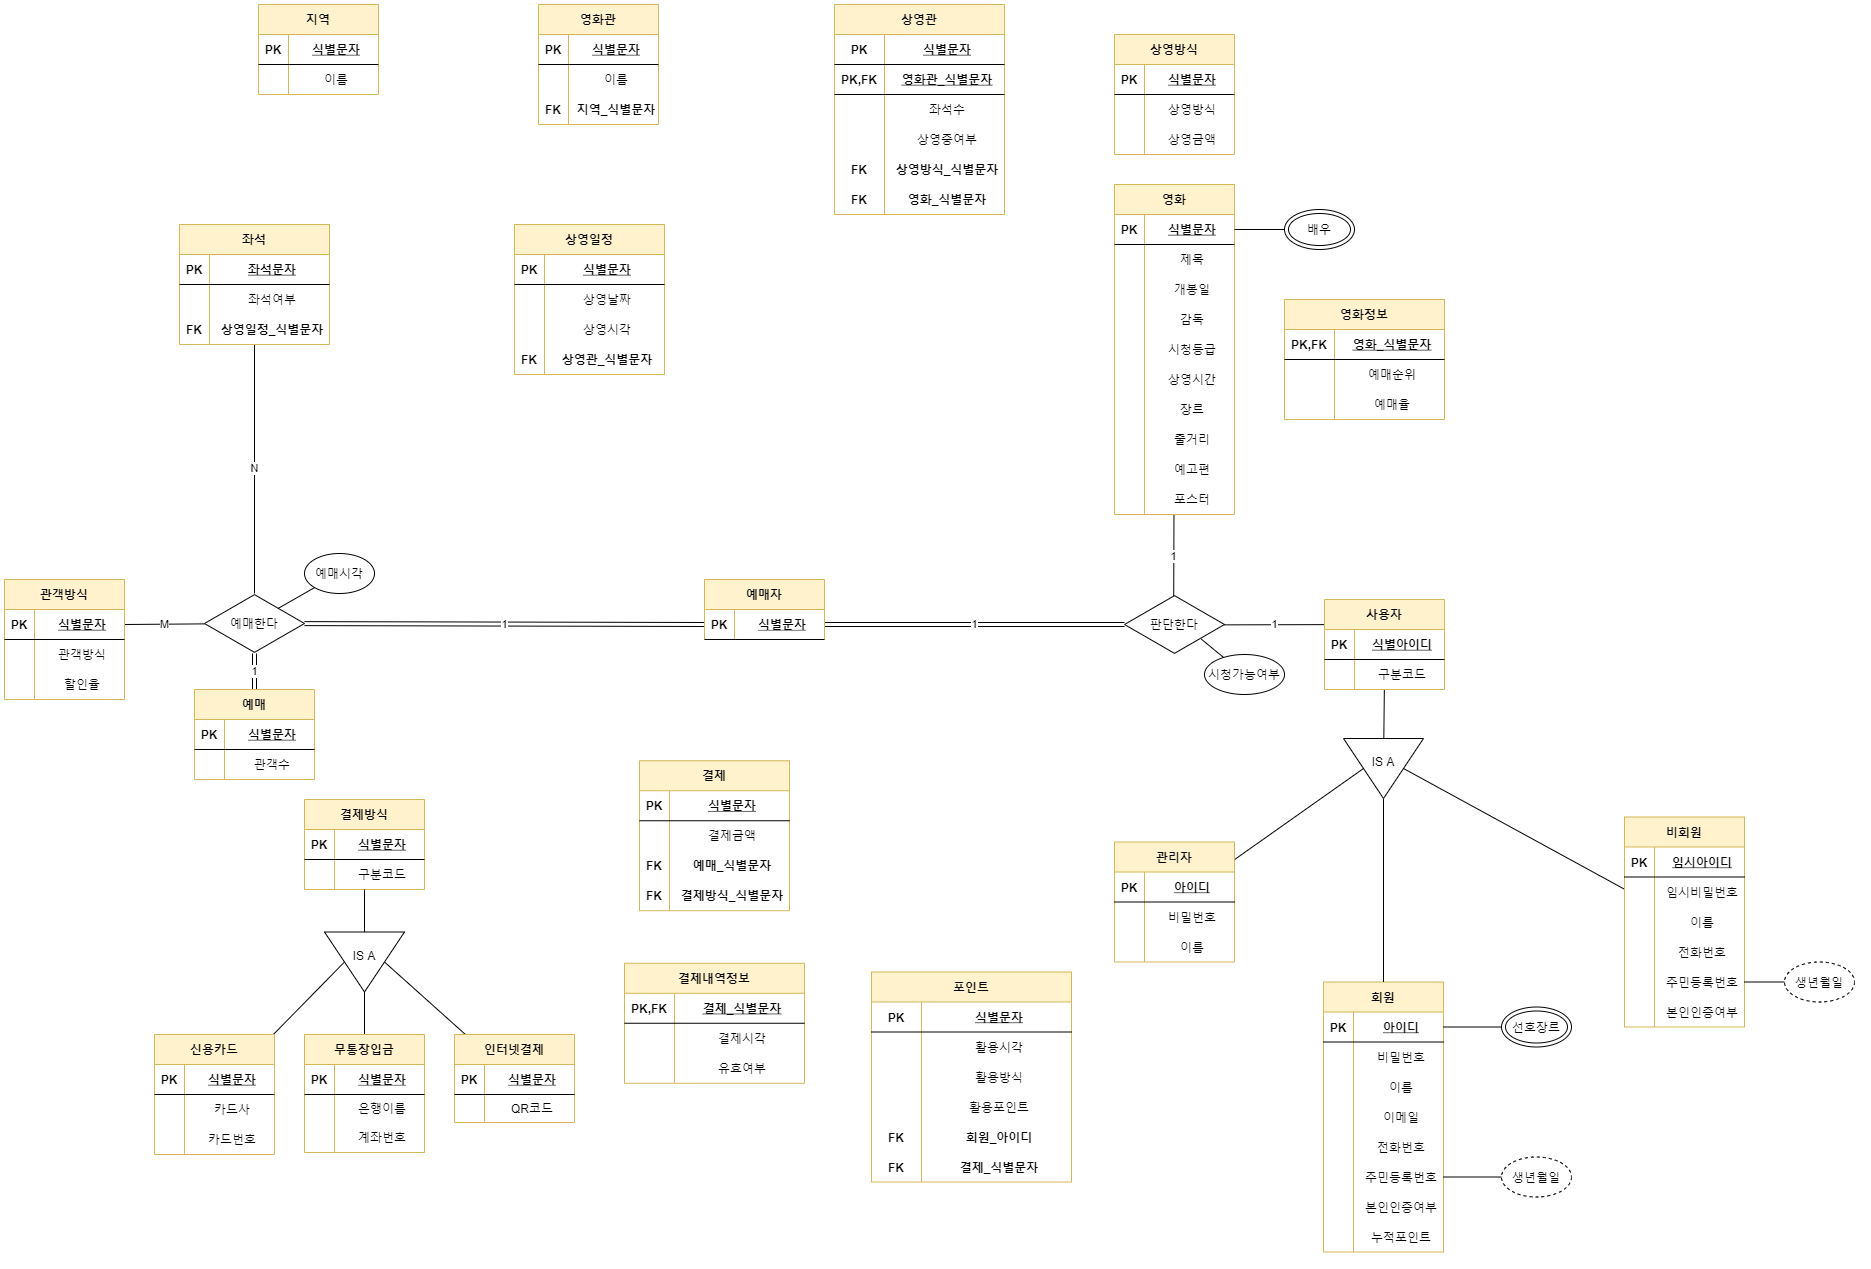 지역
PK 식별문자
이름
영화관
PK 식별문자
이름
FK 지역_식별문자
상영관
PK 식별문자
PK,FK 영화관_식별문자
좌석수
상영중여부
FK 상영방식_식별문자
FK 영화_식별문자
상영방식
PK 식별문자
상영방식
상영금액
좌석
PK 좌석문자
좌석여부
FK 상영일정_식별문자
상영일정
PK 식별문자
상영날짜
상영시각
FK 상영관_식별문자
영화
PK 식별문자
제목
개봉일
감독
시청등급
상영시간
장르
줄거리
예고편
포스터
배우
영화정보
PK,FK 영화_식별문자
예매순위
예매율
N
1
예매시각
관객방식
PK 식별문자
관객방식
할인율
M
예매한다
1
1
예매자
PK 식별문자
1
판단한다
시청가능여부
1
사용자
PK 식별아이디
구분코드
예매
PK 식별문자
관객수
IS A
결제방식
PK 식별문자
구분코드
IS A
결제
PK 식별문자
결제금액
FK 예매_식별문자
FK 결제방식_식별문자
관리자
PK 아이디
비밀번호
이름
비회원
PK 임시아이디
임시비밀번호
이름
전화번호
주민등록번호
본인인증여부
생년월일
신용카드
PK 식별문자
카드사
카드번호
무통장입금
PK 식별문자
은행이름
계좌번호
인터넷결제
PK 식별문자
QR코드
결제내역정보
PK,FK 결제_식별문자
결제시각
유효여부
포인트
PK 식별문자
활용시각
활용방식
활용포인트
FK 회원_아이디
FK 결제_식별문자
회원
PK 아이디
비밀번호
이름
이메일
전화번호
주민등록번호
본인인증여부
누적포인트
선호장르
생년월일